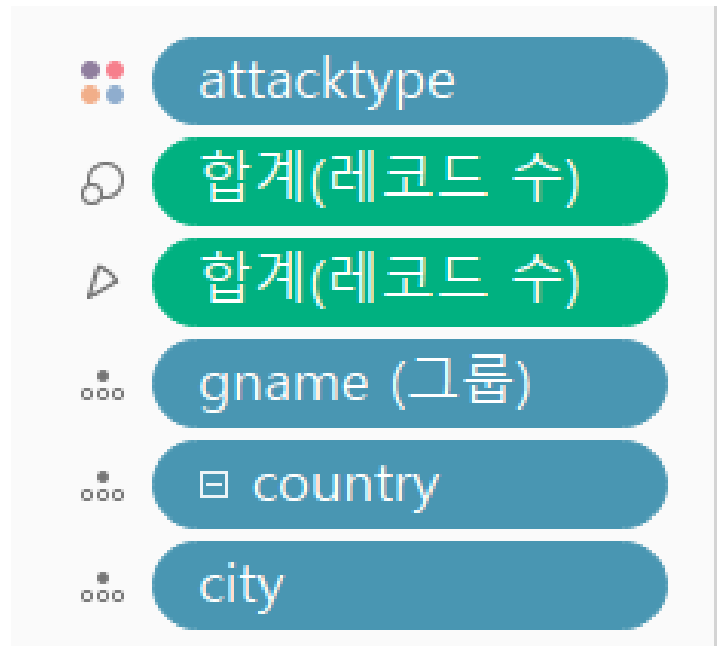 attacktype
합계(레코드 수)
합계(레코드 수)
gname (그룹)
country
city